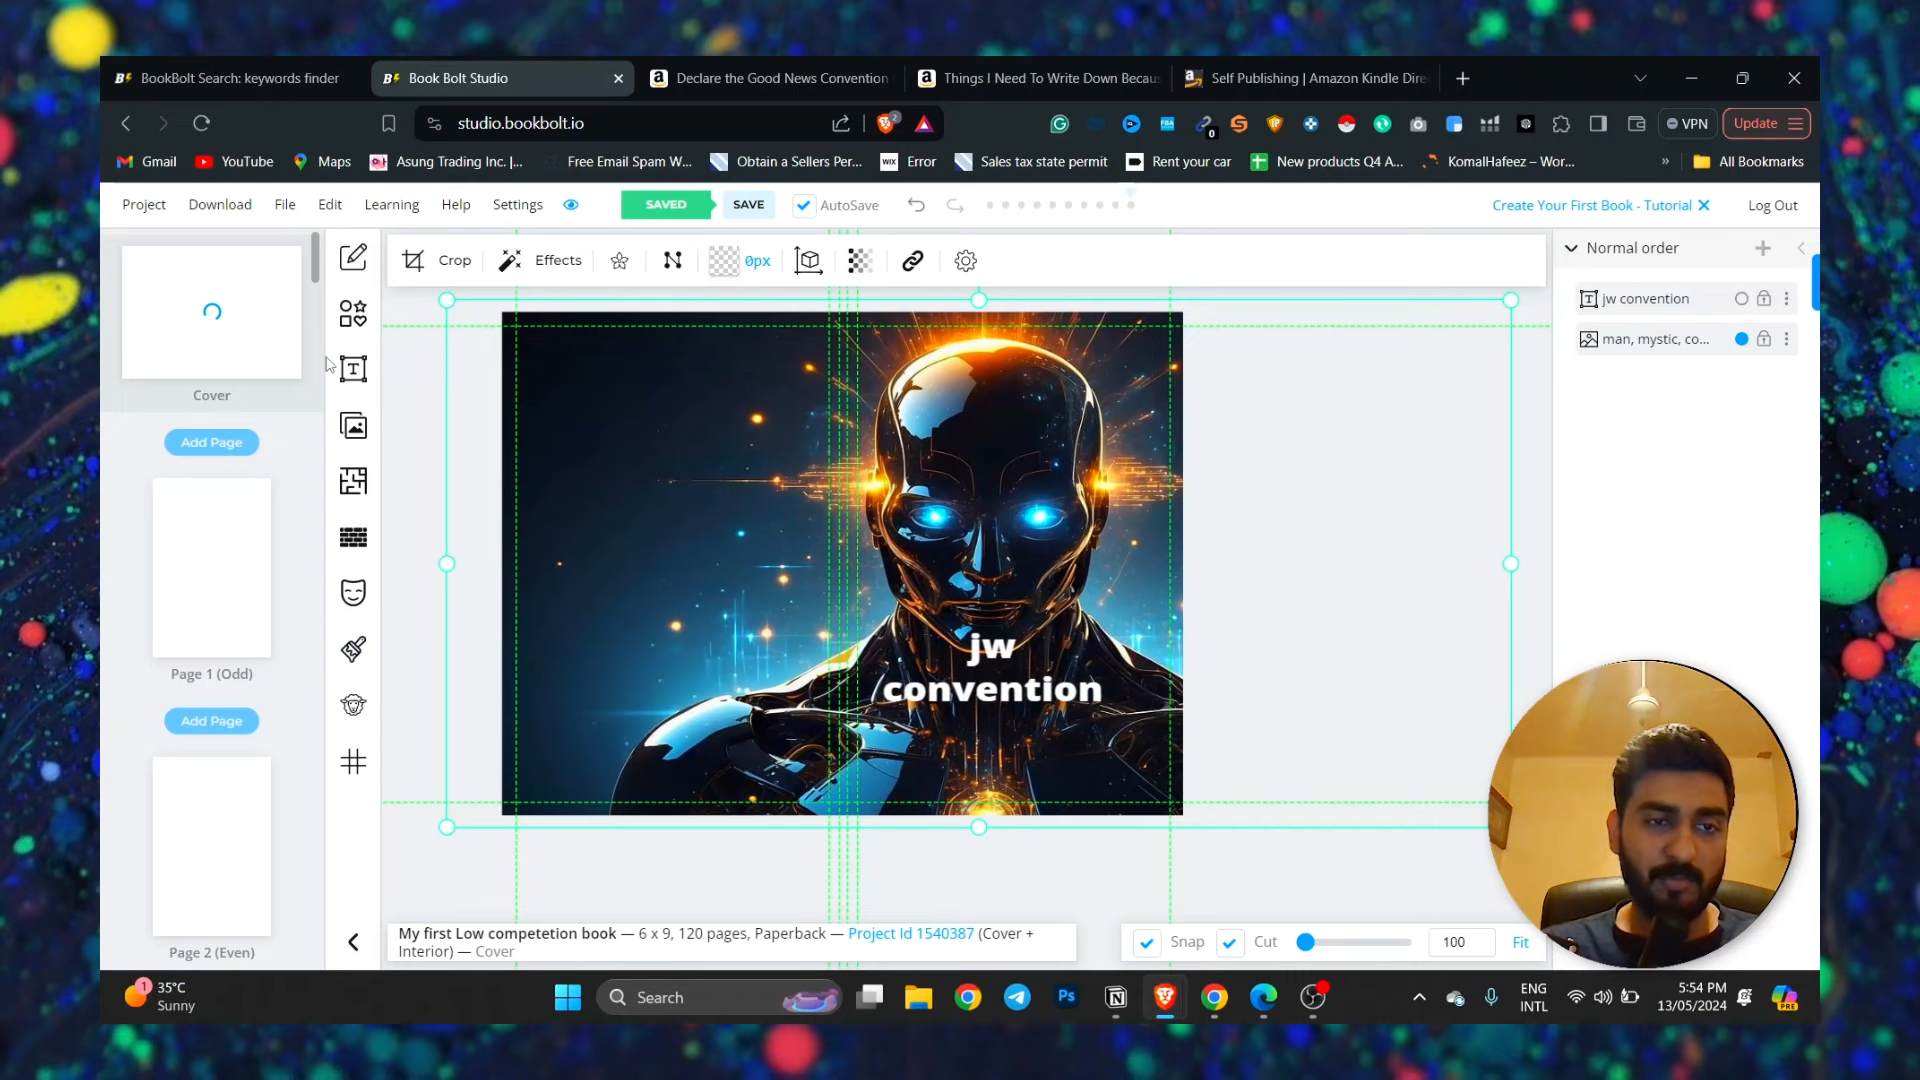 BookBolt Search: keywords finder
Book Bolt Studio
Declare the Good News Convention
Things I Need To Write Down Becau
Self Publishing | Amazon Kindle Dire
studio.bookbolt.io
2
0
VPN
Update
Gmail
YouTube
Maps
Asung Trading Inc. |...
Free Email Spam W...
Obtain a Sellers Per...
WIX
Error
Sales tax state permit
Rent your car
New products Q4 A...
KomalHafeez – Wor...
»
All Bookmarks
Project
Download
File
Edit
Learning
Help
Settings
SAVED
SAVE
AutoSave
Create Your First Book - Tutorial
Log Out
Crop
Effects
0px
Normal order
jw convention
man, mystic, co...
Cover
Add Page
Page 1 (Odd)
Add Page
Page 2 (Even)
jw
convention
My first Low competetion book — 6 x 9, 120 pages, Paperback — Project Id 1540387 (Cover +
Interior) — Cover
Snap
Cut
100
Fit
1
35°C
Sunny
Search
Ps
ENG
INTL
5:54 PM
13/05/2024
PRE